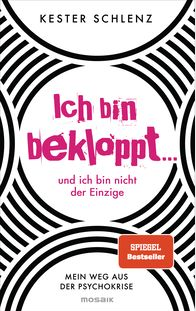 KESTER SCHLENZ
Ich bin
bekloppt...
und ich bin nicht
der Einzige
SPIEGEL
Bestseller
MEIN WEG AUS
DER PSYCHOKRISE
mosaik